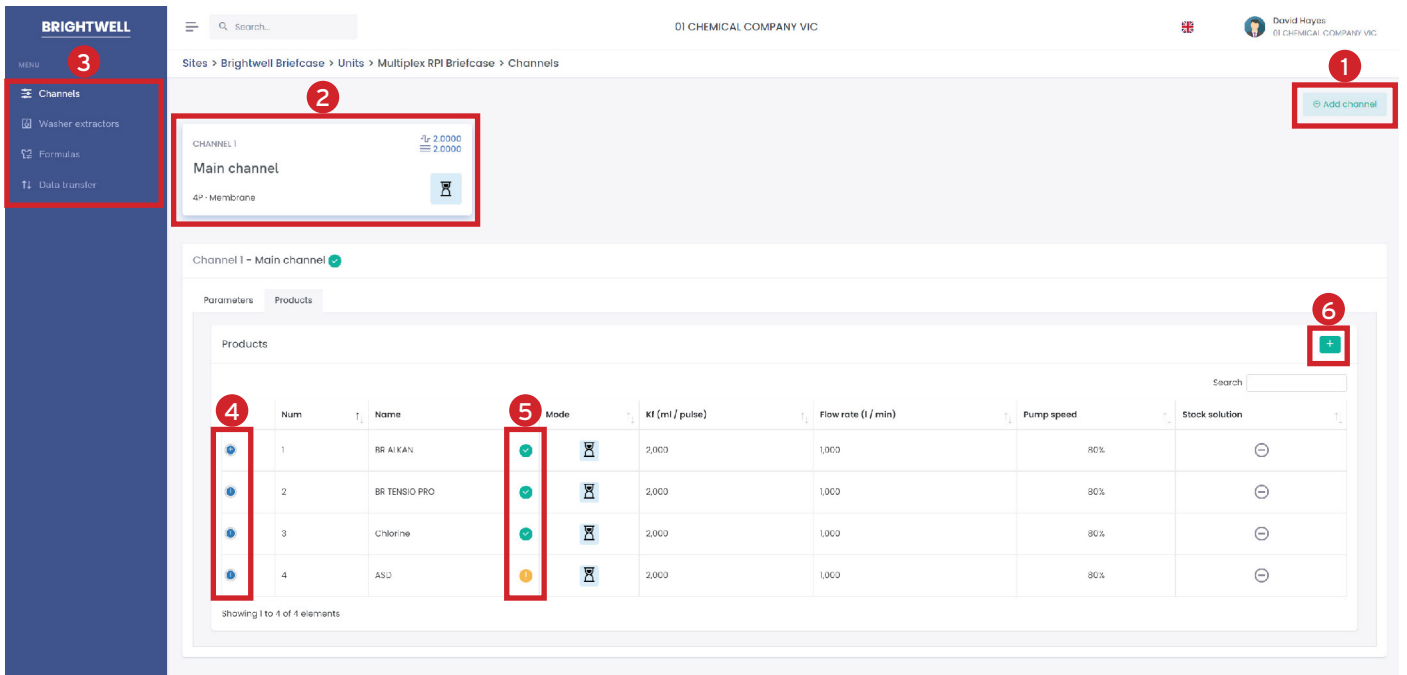 BRIGHTWELL
Search...
01 CHEMICAL COMPANY VIC
David Hayes
01 CHEMICAL COMPANY VIC
MENU
3
Sites > Brightwell Briefcase > Units > Multiplex RPI Briefcase > Channels
1
Channels
Washer extractors
Formulas
Data transfer
2
Add channel
CHANNEL 1
2.0000
2.0000
Main channel
4P - Membrane
Channel 1 - Main channel
Parameters Products
6
Products
+
Search
4
5
Num Name Mode Kf (ml / pulse) Flow rate (l / min) Pump speed Stock solution
1 BR ALKAN 2,000 1,000 80%
2 BR TENSIO PRO 2,000 1,000 80%
3 Chlorine 2,000 1,000 80%
4 ASD 2,000 1,000 80%
Showing 1 to 4 of 4 elements